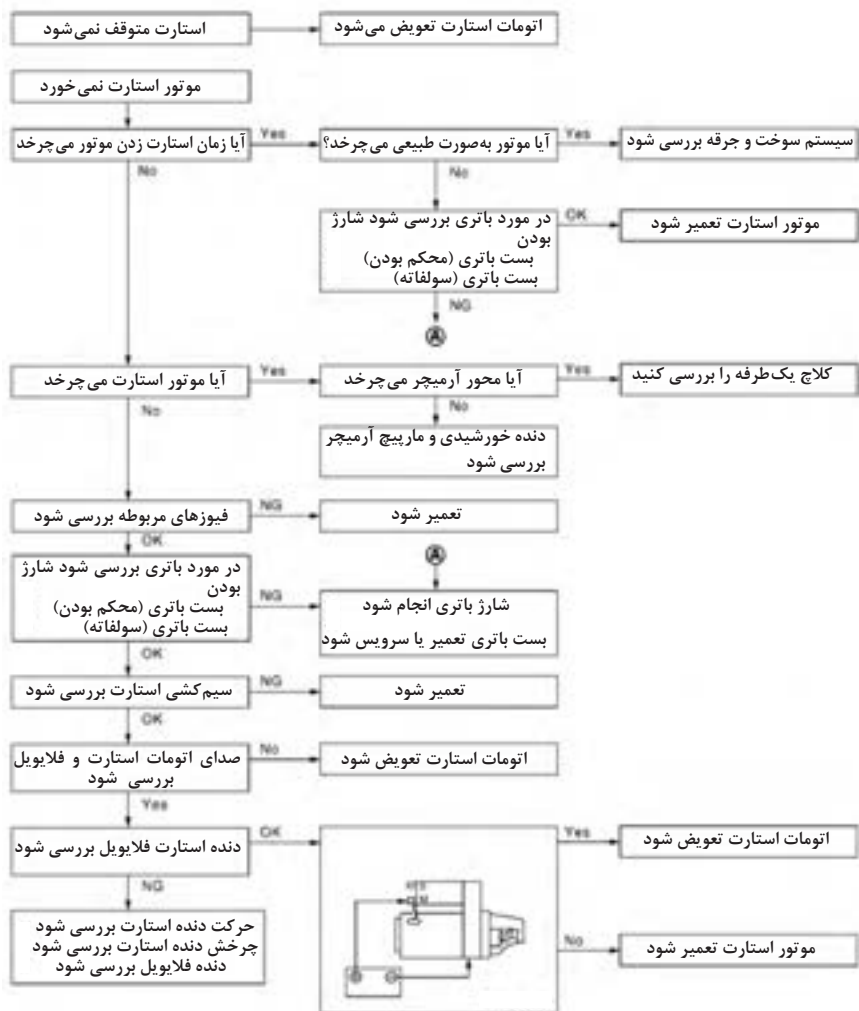 استارت متوقف نمی‌شود
اتومات استارت تعویض می‌شود
موتور استارت نمی‌خورد
آیا زمان استارت زدن موتور می‌چرخد
Yes
آیا موتور به‌صورت طبیعی می‌چرخد؟
Yes
سیستم سوخت و جرقه بررسی شود
No
No
در مورد باتری بررسی شود شارژ
بودن
بست باتری (محکم بودن)
بست باتری (سولفاته)
OK
موتور استارت تعمیر شود
NG
A
آیا موتور استارت می‌چرخد
Yes
آیا محور آرمیچر می‌چرخد
Yes
کلاچ یک‌طرفه را بررسی کنید
No
No
دنده خورشیدی و مارپیچ آرمیچر
بررسی شود
فیوزهای مربوطه بررسی شود
NG
تعمیر شود
OK
در مورد باتری بررسی شود شارژ
بودن
بست باتری (محکم بودن)
بست باتری (سولفاته)
NG
A
شارژ باتری انجام شود
بست باتری تعمیر یا سرویس شود
OK
سیم‌کشی استارت بررسی شود
NG
تعمیر شود
OK
صدای اتومات استارت و فلایویل
بررسی شود
No
اتومات استارت تعویض شود
Yes
دنده استارت فلایویل بررسی شود
OK
Yes
اتومات استارت تعویض شود
NG
حرکت دنده استارت بررسی شود
چرخش دنده استارت بررسی شود
دنده فلایویل بررسی شود
M
No
موتور استارت تعمیر شود